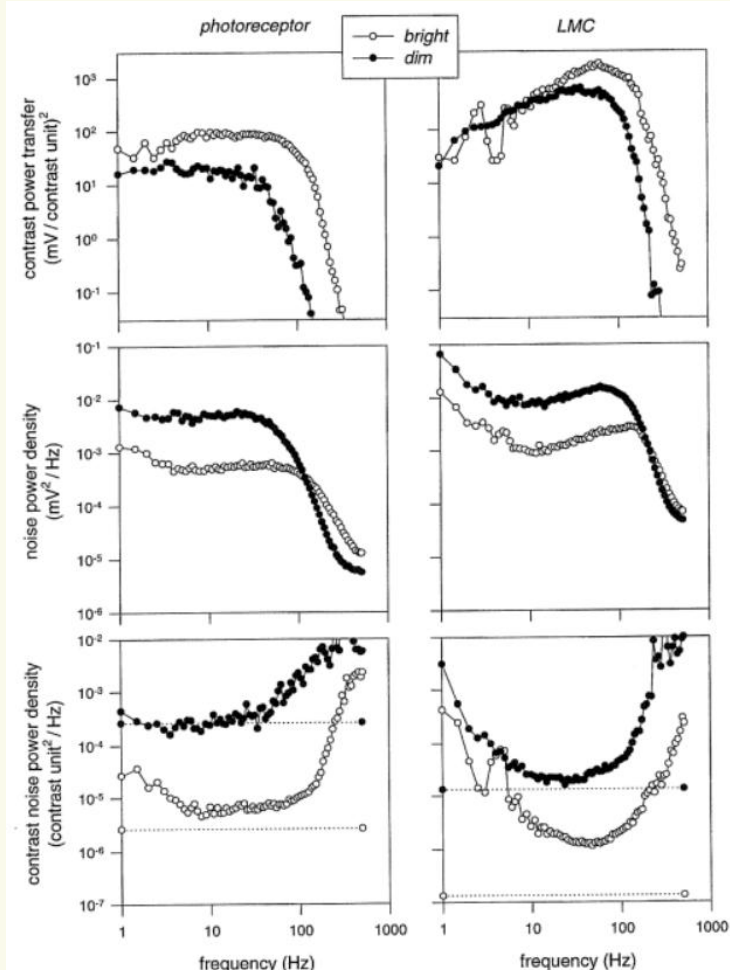 photoreceptor
bright
dim
LMC
contrast power transfer
(mV / contrast unit)²
10³
10²
10¹
10⁰
10⁻¹
noise power density
(mV² / Hz)
10⁻¹
10⁻²
10⁻³
10⁻⁴
10⁻⁵
10⁻⁶
contrast noise power density
(contrast unit² / Hz)
10⁻²
10⁻³
10⁻⁴
10⁻⁵
10⁻⁶
10⁻⁷
1 10 100 1000
1 10 100 1000
frequency (Hz)
frequency (Hz)